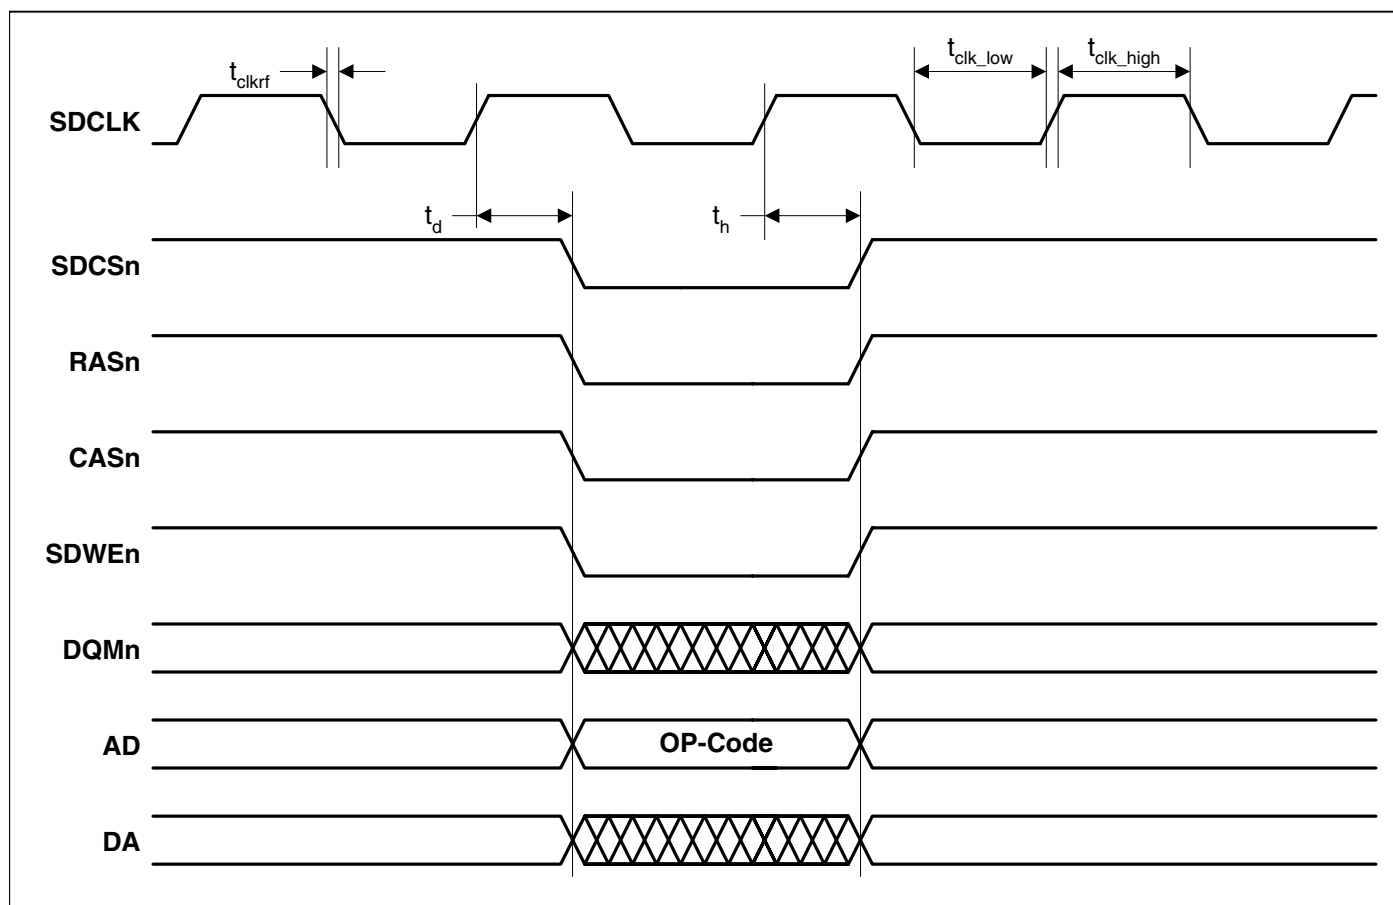 t_clkrf
t_clk_low
t_clk_high
SDCLK
t_d
t_h
SDCSn
RASn
CASn
SDWEn
DQMn
AD
OP-Code
DA